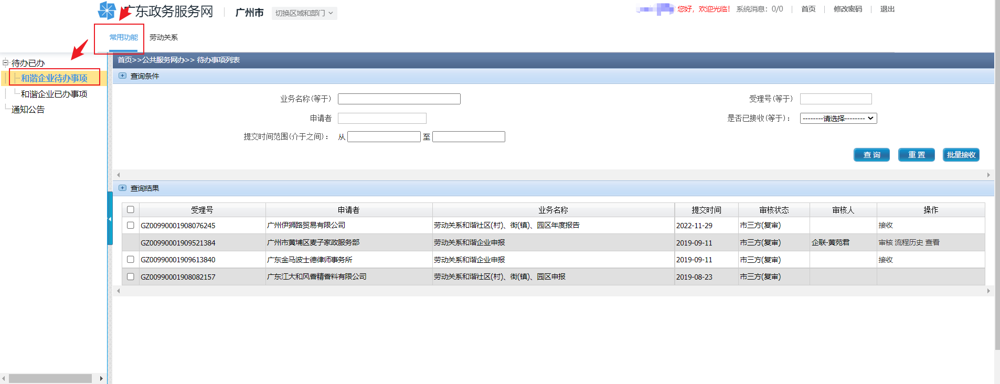 广东政务服务网 广州市 切换区域和部门 您好，欢迎光临! 系统消息：0/0 首页 修改密码 退出
常用功能 劳动关系
待办已办
和谐企业待办事项
和谐企业已办事项
通知公告
首页>>公共服务网办>> 待办事项列表
查询条件
业务名称(等于) 受理号(等于)
申请者 是否已接收(等于)： --------请选择--------
提交时间范围(介于之间)： 从 至
查 询 重 置 批量接收
查询结果
受理号 申请者 业务名称 提交时间 审核状态 审核人 操作
GZ00990001908076245 广州伊狮路贸易有限公司 劳动关系和谐社区(村)、街(镇)、园区年度报告 2022-11-29 市三方(复审) 接收
GZ00990001909521384 广州市黄埔区麦子家政服务部 劳动关系和谐企业申报 2019-09-11 市三方(复审) 企联-黄苑君 审核 流程历史 查看
GZ00990001909613840 广东金马波士德律师事务所 劳动关系和谐企业申报 2019-09-11 市三方(复审) 接收
GZ00990001908082157 广东江大和风香精香料有限公司 劳动关系和谐社区(村)、街(镇)、园区申报 2019-08-23 市三方(复审)